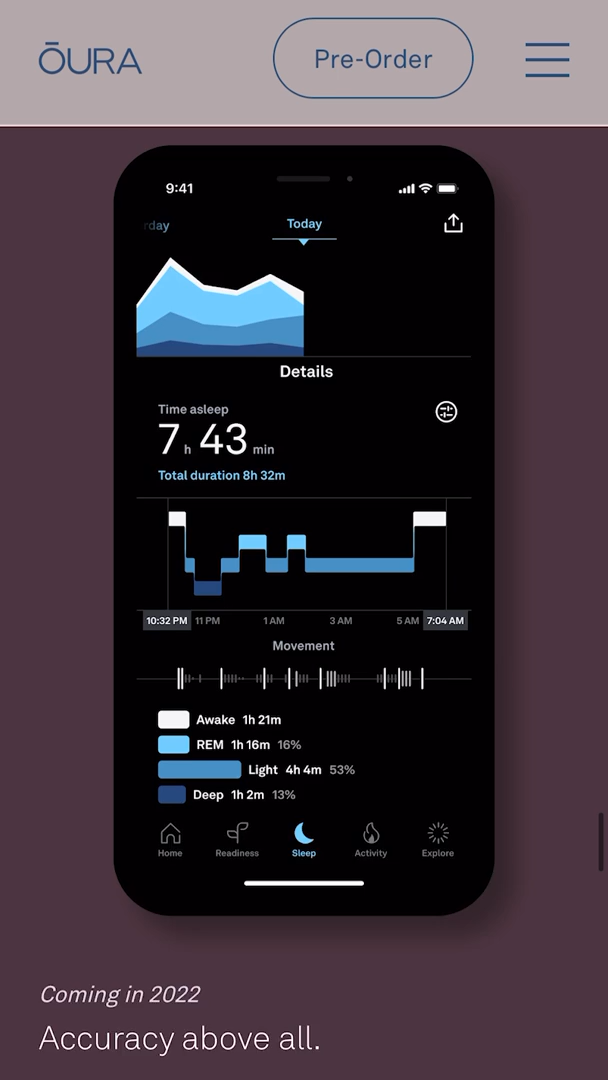 ŌURA
Pre-Order
9:41
rday
Today
Details
Time asleep
7 h 43 min
Total duration 8h 32m
10:32 PM 11 PM 1 AM 3 AM 5 AM 7:04 AM
Movement
Awake 1h 21m
REM 1h 16m 16%
Light 4h 4m 53%
Deep 1h 2m 13%
Home Readiness Sleep Activity Explore
Coming in 2022
Accuracy above all.